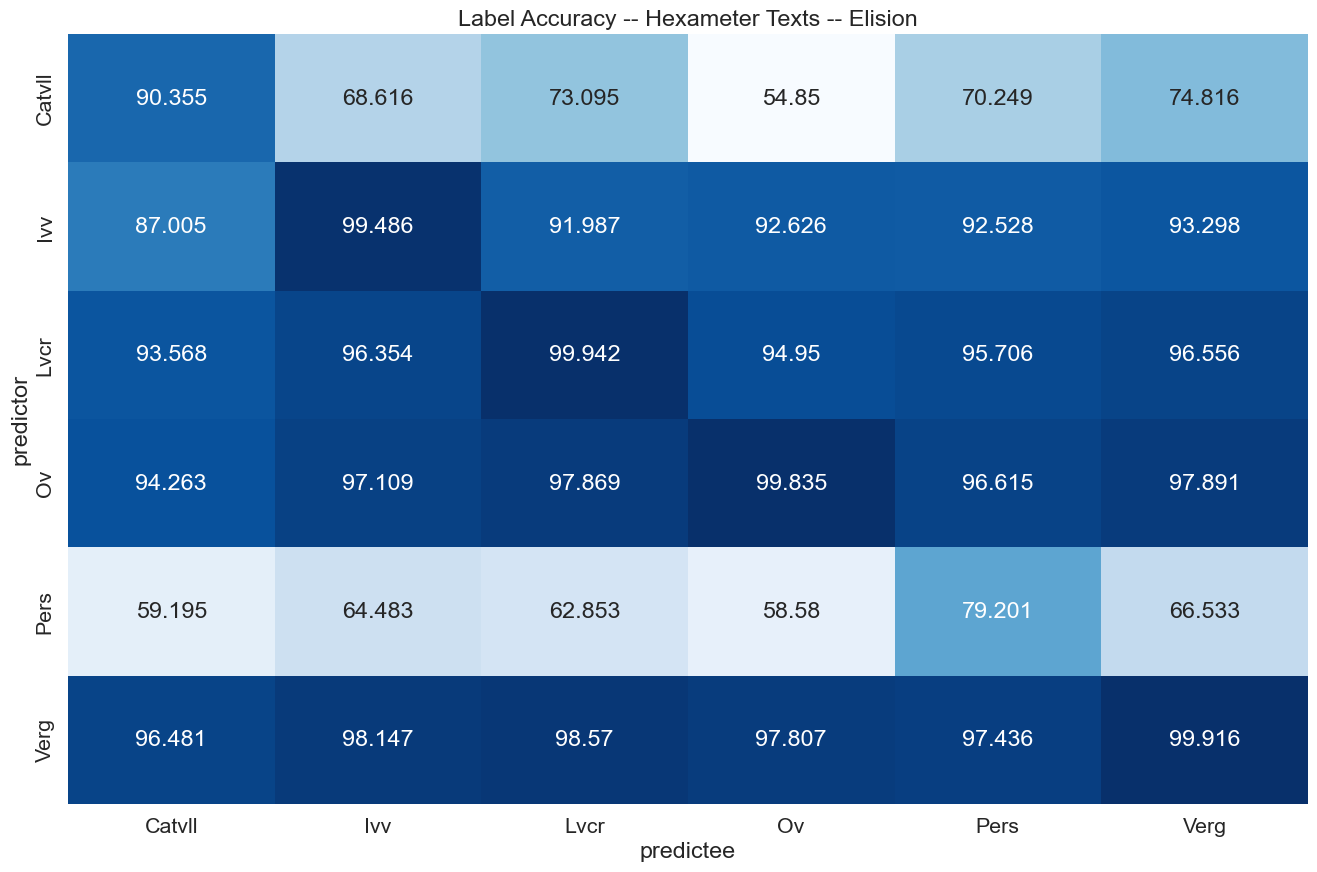 Label Accuracy -- Hexameter Texts -- Elision
predictor
Catvll 90.355 68.616 73.095 54.85 70.249 74.816
Ivv 87.005 99.486 91.987 92.626 92.528 93.298
Lvcr 93.568 96.354 99.942 94.95 95.706 96.556
Ov 94.263 97.109 97.869 99.835 96.615 97.891
Pers 59.195 64.483 62.853 58.58 79.201 66.533
Verg 96.481 98.147 98.57 97.807 97.436 99.916
Catvll Ivv Lvcr Ov Pers Verg
predictee